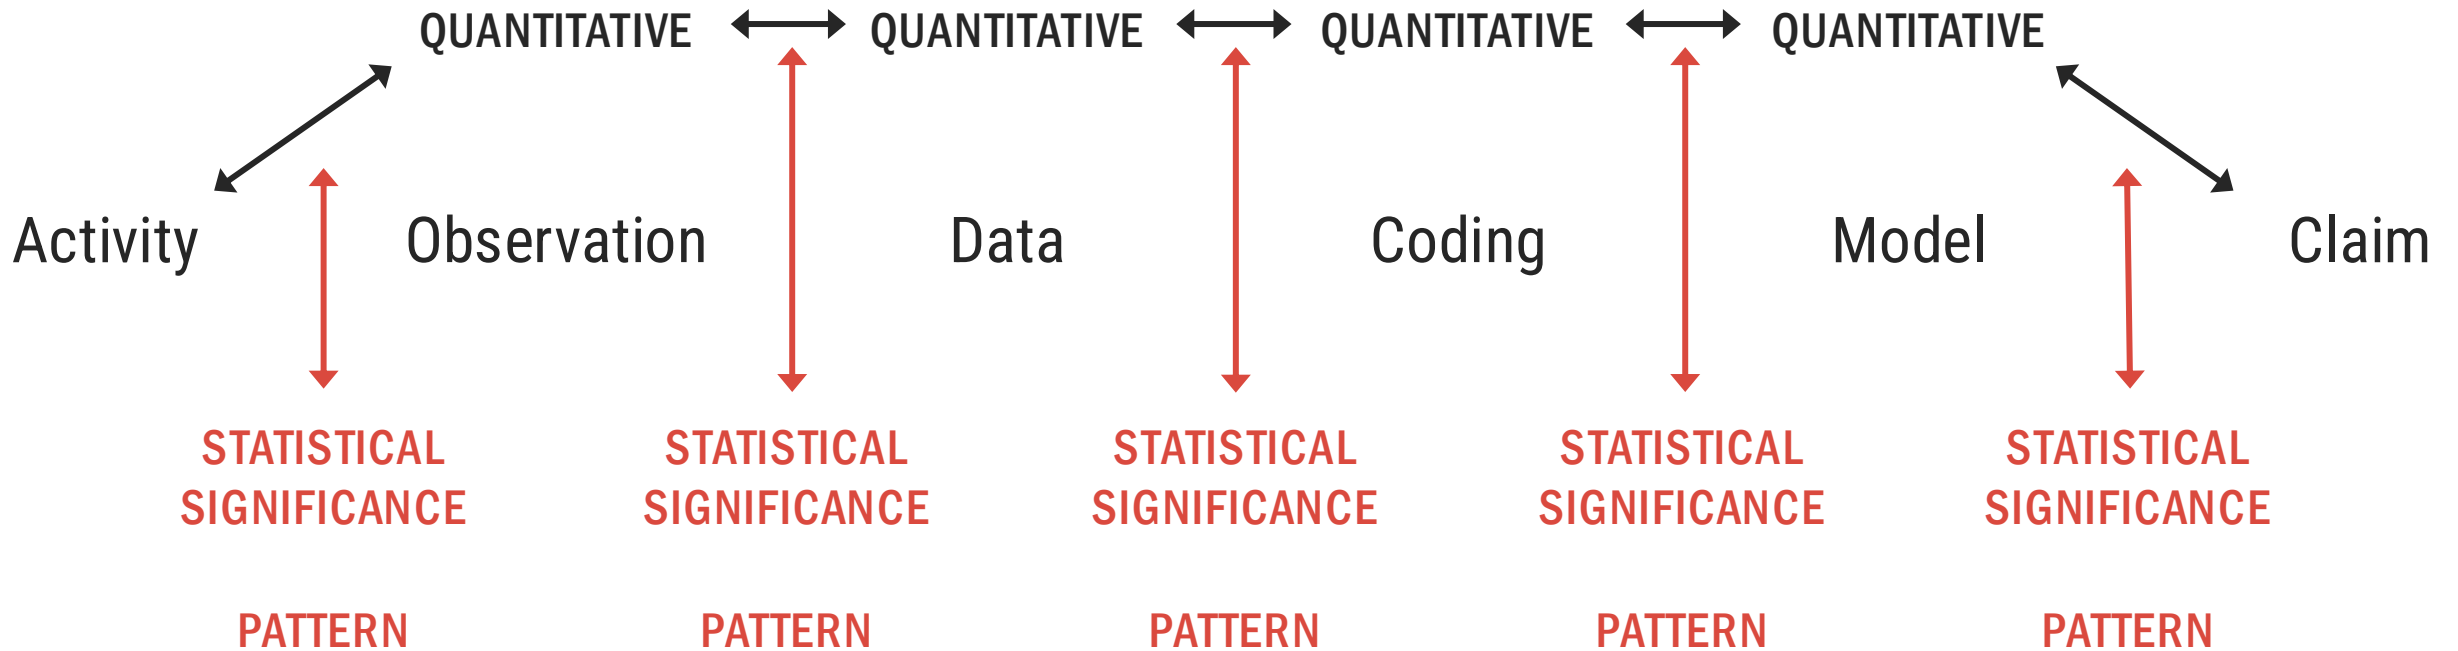 QUANTITATIVE QUANTITATIVE QUANTITATIVE QUANTITATIVE
Activity Observation Data Coding Model Claim
STATISTICAL STATISTICAL STATISTICAL STATISTICAL STATISTICAL
SIGNIFICANCE SIGNIFICANCE SIGNIFICANCE SIGNIFICANCE SIGNIFICANCE
PATTERN PATTERN PATTERN PATTERN PATTERN